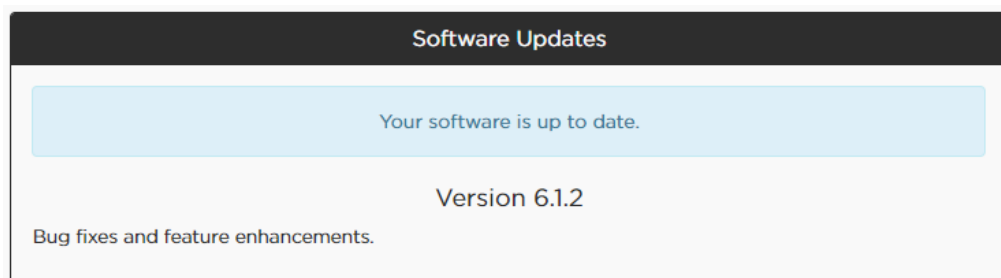 Software Updates
Your software is up to date.
Version 6.1.2
Bug fixes and feature enhancements.